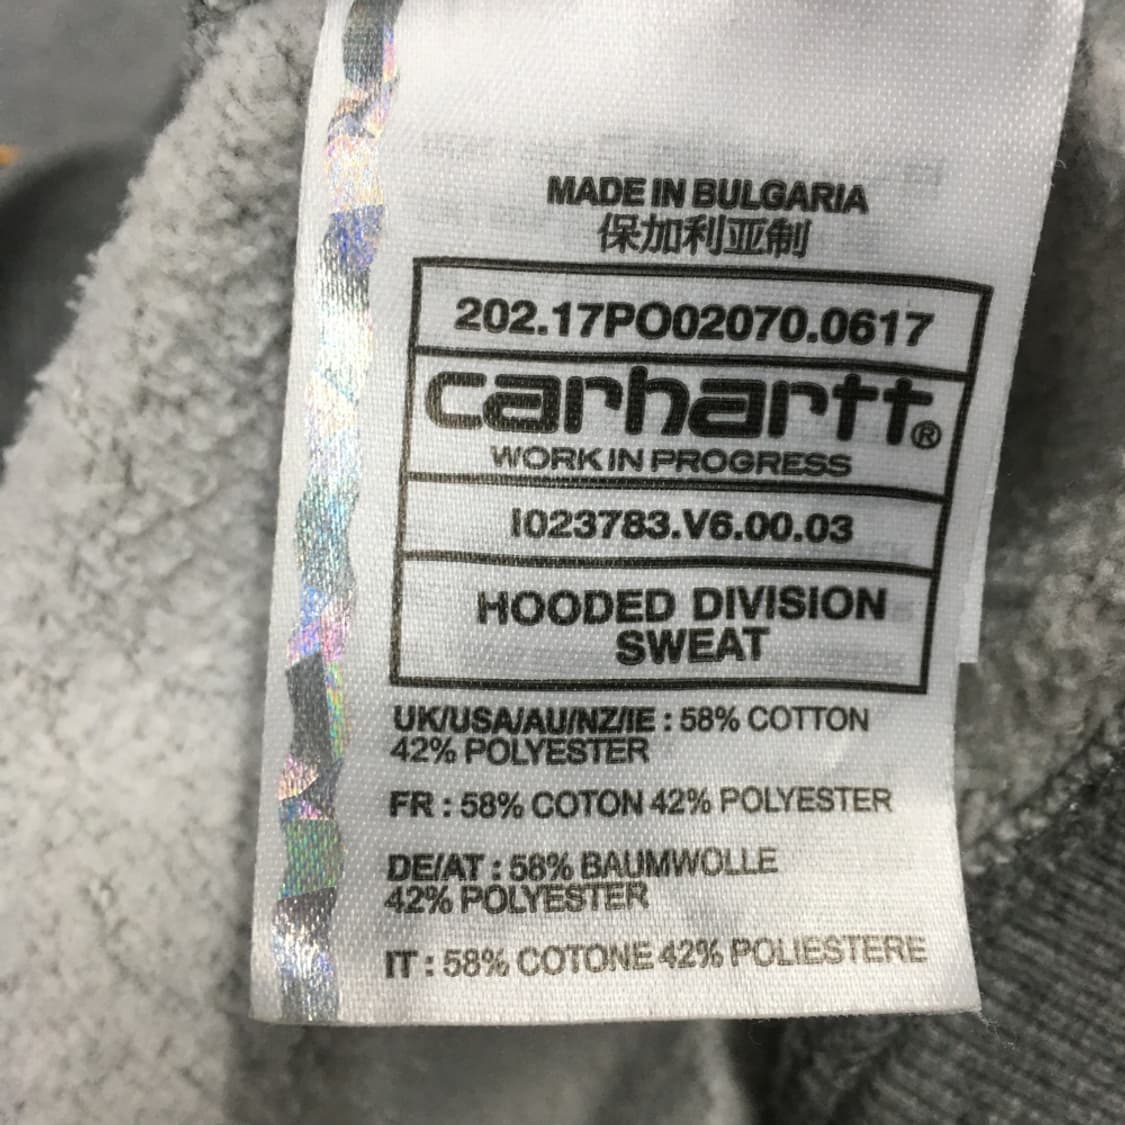 MADE IN BULGARIA
保加利亚制
202.17PO02070.0617
carhartt®
WORK IN PROGRESS
I023783.V6.00.03
HOODED DIVISION
SWEAT
UK/USA/AU/NZ/IE : 58% COTTON
42% POLYESTER
FR : 58% COTON 42% POLYESTER
DE/AT : 58% BAUMWOLLE
42% POLYESTER
IT : 58% COTONE 42% POLIESTERE